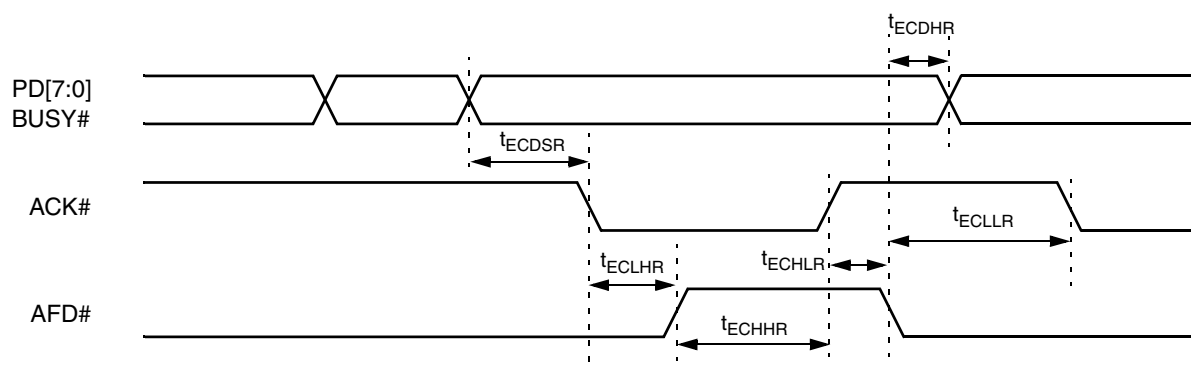 tECDHR
PD[7:0]
BUSY#
tECDSR
ACK#
tECLLR
tECLHR
tECHLR
AFD#
tECHHR